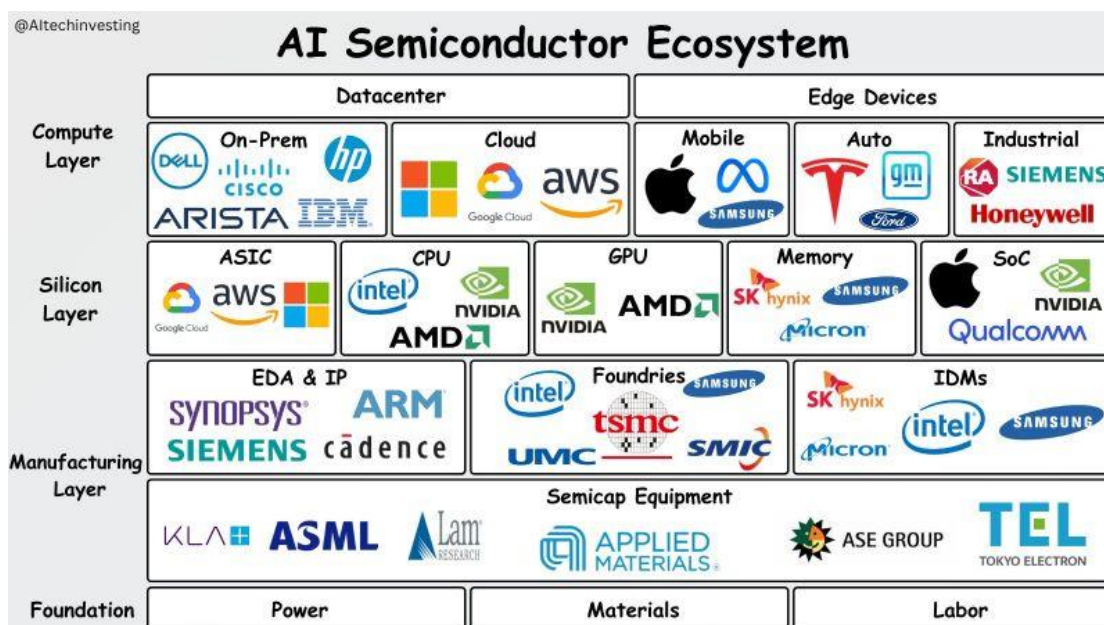 @AItechinvesting
AI Semiconductor Ecosystem
Datacenter
Edge Devices
Compute
Layer
On-Prem
DELL
CISCO
hp
ARISTA
IBM
Cloud
Google Cloud
aws
Mobile
SAMSUNG
Auto
gm
Ford
Industrial
RA
SIEMENS
Honeywell
Silicon
Layer
ASIC
Google Cloud
aws
CPU
intel
NVIDIA
AMD
GPU
NVIDIA
AMD
Memory
SK hynix
SAMSUNG
Micron
SoC
NVIDIA
Qualcomm
Manufacturing
Layer
EDA & IP
SYNOPSYS®
ARM
SIEMENS
cādence
Foundries
intel
SAMSUNG
tsmc
UMC
SMIC
IDMs
SK hynix
Micron
intel
SAMSUNG
Semicap Equipment
KLA
ASML
Lam®
RESEARCH
APPLIED
MATERIALS®
ASE GROUP
TEL
TOKYO ELECTRON
Foundation
Power
Materials
Labor